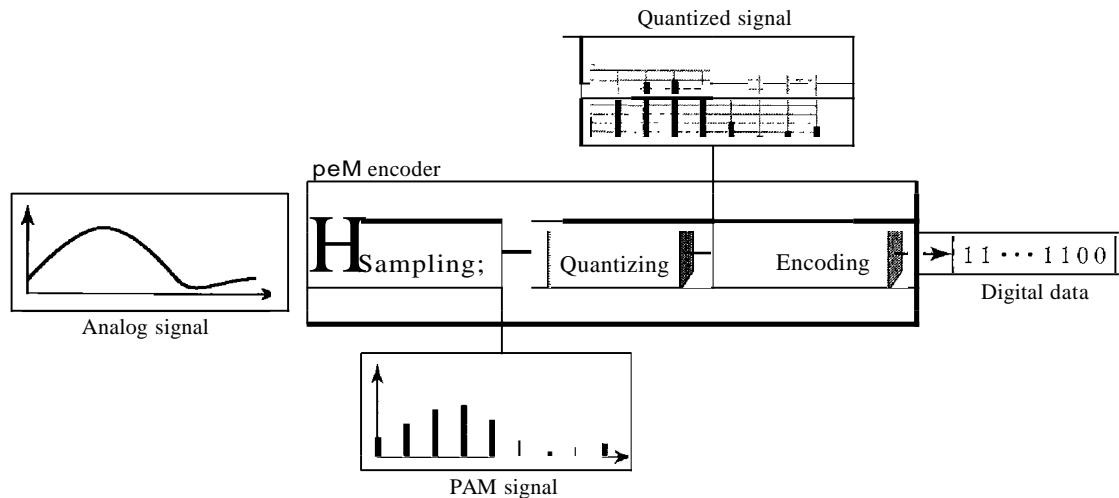 Quantized signal
peM encoder
H
Sampling;
Quantizing
Encoding
11 ··· 1100
Digital data
Analog signal
PAM signal